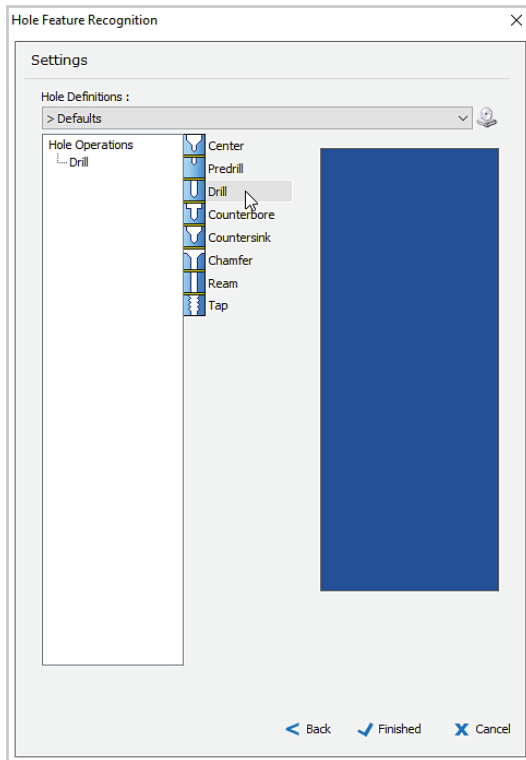 Hole Feature Recognition
Settings
Hole Definitions :
> Defaults
Hole Operations
Drill
Center
Predrill
Drill
Counterbore
Countersink
Chamfer
Ream
Tap
Back
Finished
Cancel